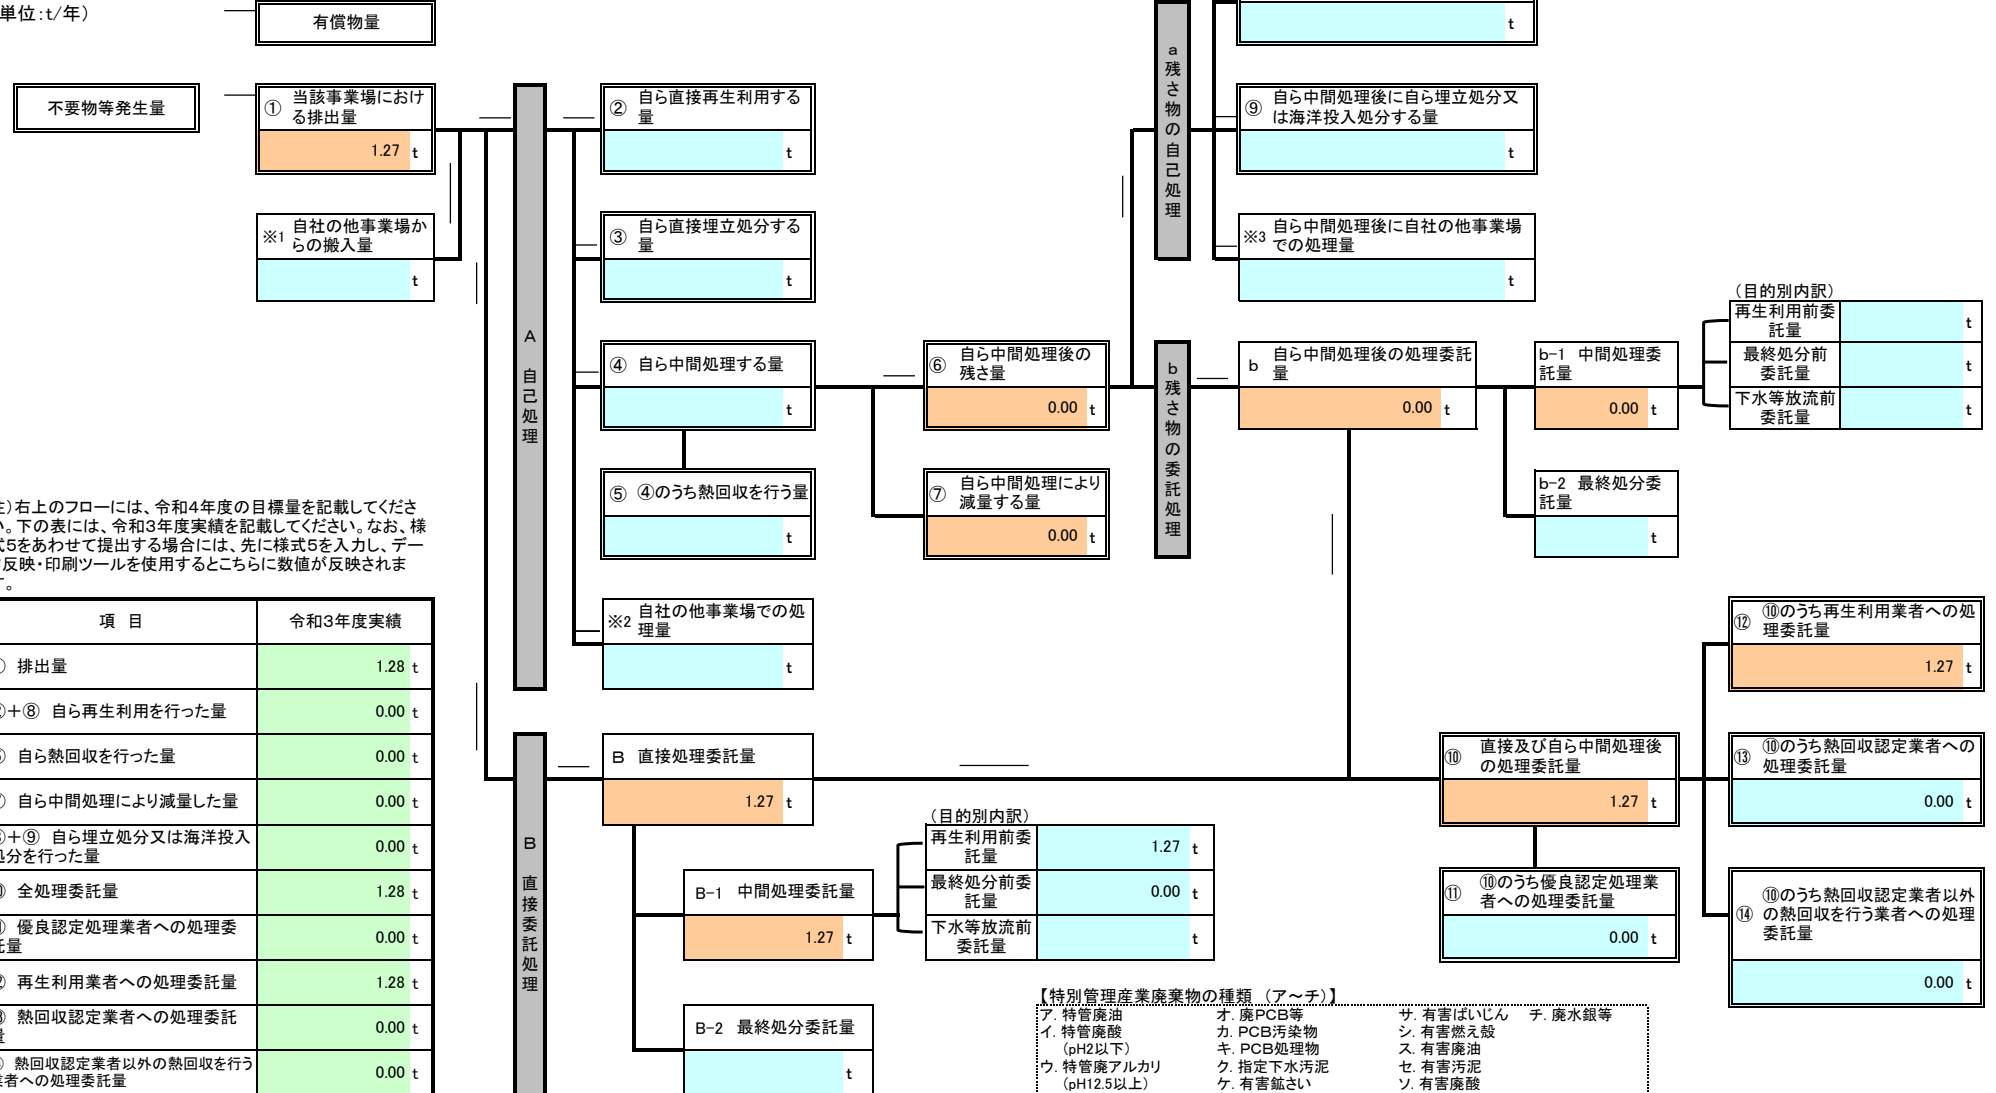 単位:t/年)
有償物量
t
不要物等発生量
① 当該事業場におけ
る排出量
1.27 t
※1 自社の他事業場か
らの搬入量
t
A 自己処理
② 自ら直接再生利用する
量
t
③ 自ら直接埋立処分する
量
t
④ 自ら中間処理する量
t
⑤ ④のうち熱回収を行う量
t
※2 自社の他事業場での処
理量
t
⑥ 自ら中間処理後の
残さ量
0.00 t
⑦ 自ら中間処理により
減量する量
0.00 t
a 残さ物の自己処理
⑨ 自ら中間処理後に自ら埋立処分又
は海洋投入処分する量
t
※3 自ら中間処理後に自社の他事業場
での処理量
t
b 残さ物の委託処理
b 自ら中間処理後の処理委託
量
0.00 t
b-1 中間処理委
託量
0.00 t
b-2 最終処分委
託量
t
(目的別内訳)
再生利用前委
託量
t
最終処分前
委託量
t
下水等放流前
委託量
t
)右上のフローには、令和4年度の目標量を記載してくださ
。下の表には、令和3年度実績を記載してください。なお、様
式5をあわせて提出する場合には、先に様式5を入力し、デー
反映・印刷ツールを使用するとこちらに数値が反映されま
。
項 目 令和3年度実績
排出量 1.28 t
+⑧ 自ら再生利用を行った量 0.00 t
自ら熱回収を行った量 0.00 t
自ら中間処理により減量した量 0.00 t
+⑨ 自ら埋立処分又は海洋投入
処分を行った量 0.00 t
全処理委託量 1.28 t
優良認定処理業者への処理委
託量 0.00 t
再生利用業者への処理委託量 1.28 t
熱回収認定業者への処理委託
量 0.00 t
熱回収認定業者以外の熱回収を行う
業者への処理委託量 0.00 t
B 直接委託処理
B 直接処理委託量
1.27 t
B-1 中間処理委託量
1.27 t
B-2 最終処分委託量
t
(目的別内訳)
再生利用前委
託量
1.27 t
最終処分前委
託量
0.00 t
下水等放流前
委託量
t
⑩ 直接及び自ら中間処理後
の処理委託量
1.27 t
⑪ ⑩のうち優良認定処理業
者への処理委託量
0.00 t
⑫ ⑩のうち再生利用業者への処
理委託量
1.27 t
⑬ ⑩のうち熱回収認定業者への
処理委託量
0.00 t
⑭ ⑩のうち熱回収認定業者以外
の熱回収を行う業者への処理
委託量
0.00 t
【特別管理産業廃棄物の種類 (ア～チ)】
ア. 特管廃油 オ. 廃PCB等 サ. 有害ばいじん チ. 廃水銀等
イ. 特管廃酸 カ. PCB汚染物 シ. 有害燃え殻
(pH2以下) キ. PCB処理物 ス. 有害廃油
ウ. 特管廃アルカリ ク. 指定下水汚泥 セ. 有害汚泥
(pH12.5以上) ケ. 有害鉱さい ソ. 有害廃酸